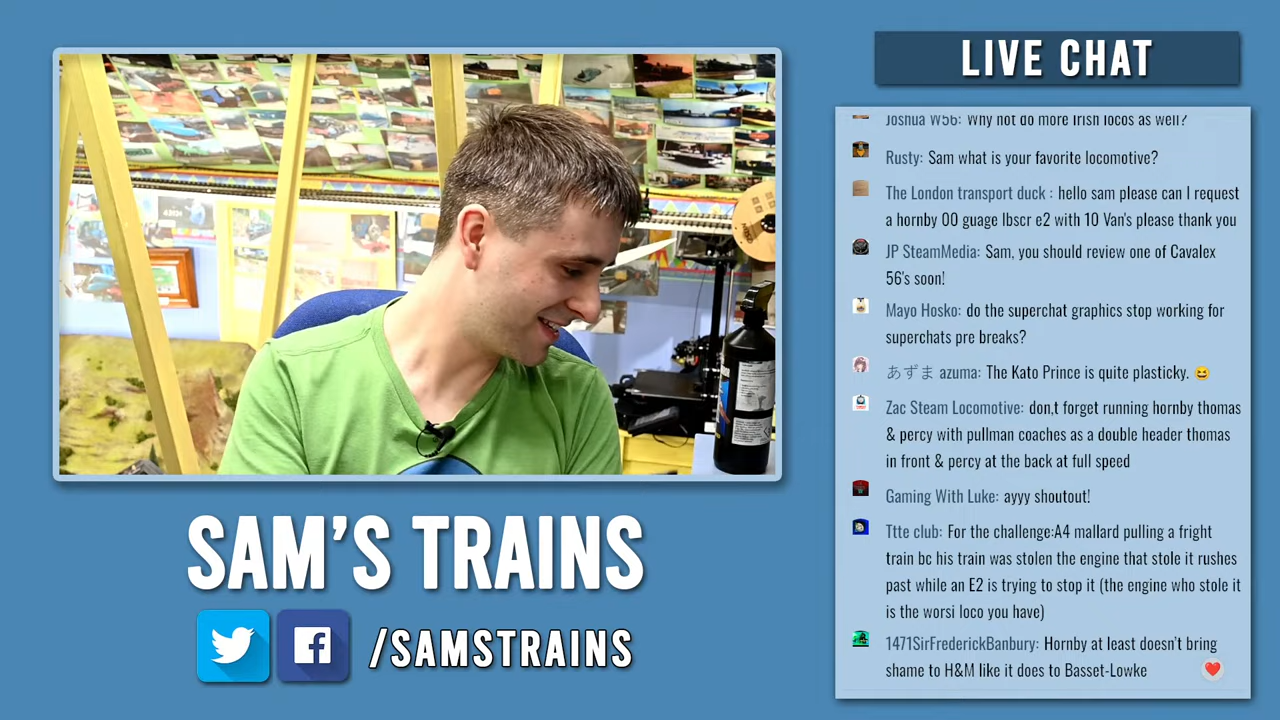 LIVE CHAT
Joshua W56: Why not do more Irish locos as well?
Rusty: Sam what is your favorite locomotive?
The London transport duck : hello sam please can I request
a hornby 00 guage lbscr e2 with 10 Van's please thank you
JP SteamMedia: Sam, you should review one of Cavalex
56's soon!
Mayo Hosko: do the superchat graphics stop working for
superchats pre breaks?
あずま azuma: The Kato Prince is quite plasticky. 😆
Zac Steam Locomotive: don,t forget running hornby thomas
& percy with pullman coaches as a double header thomas
in front & percy at the back at full speed
Gaming With Luke: ayyy shoutout!
Ttte club: For the challenge:A4 mallard pulling a fright
train bc his train was stolen the engine that stole it rushes
past while an E2 is trying to stop it (the engine who stole it
is the worsi loco you have)
1471SirFrederickBanbury: Hornby at least doesn't bring
shame to H&M like it does to Basset-Lowke
SAM'S TRAINS
/SAMSTRAINS